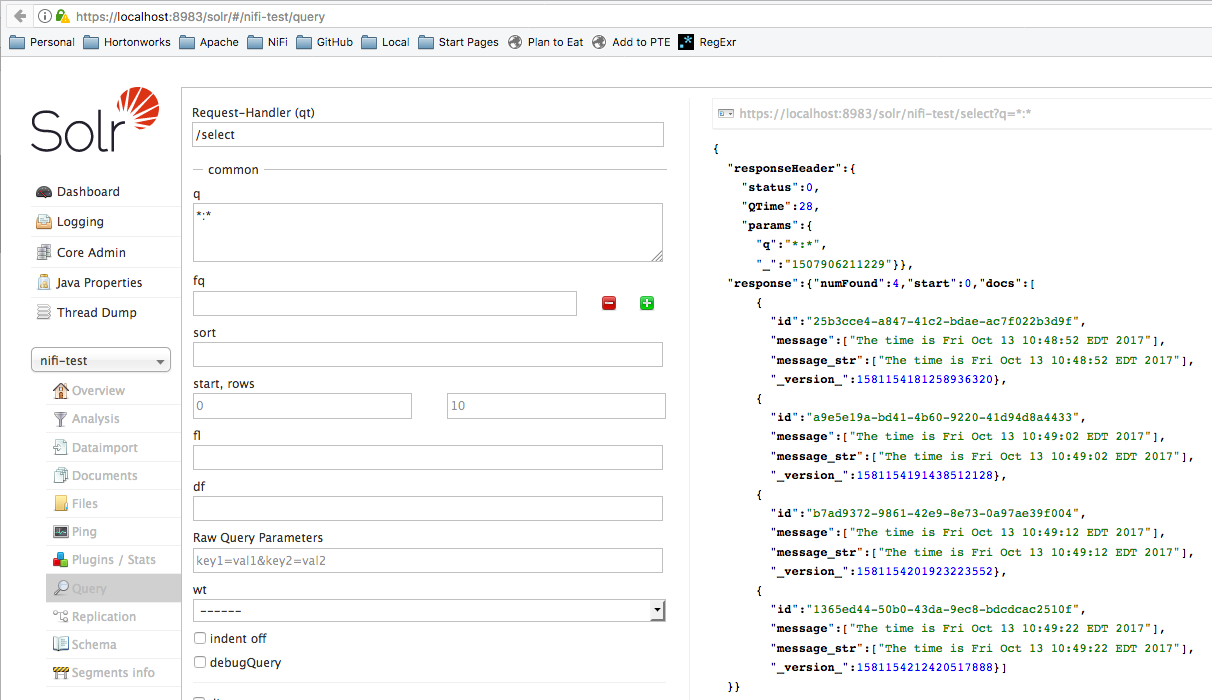 https://localhost:8983/solr/#/nifi-test/query
Personal Hortonworks Apache NiFi GitHub Local Start Pages Plan to Eat Add to PTE RegExr
Solr
Dashboard
Logging
Core Admin
Java Properties
Thread Dump
nifi-test
Overview
Analysis
Dataimport
Documents
Files
Ping
Plugins / Stats
Query
Replication
Schema
Segments info
Request-Handler (qt)
/select
common
q
*:*
fq
sort
start, rows
0 10
fl
df
Raw Query Parameters
key1=val1&key2=val2
wt
------
indent off
debugQuery
https://localhost:8983/solr/nifi-test/select?q=*:*
{
"responseHeader":{
"status":0,
"QTime":28,
"params":{
"q":"*:*",
"_":"1507906211229"}},
"response":{"numFound":4,"start":0,"docs":[
{
"id":"25b3cce4-a847-41c2-bdae-ac7f022b3d9f",
"message":["The time is Fri Oct 13 10:48:52 EDT 2017"],
"message_str":["The time is Fri Oct 13 10:48:52 EDT 2017"],
"_version_":1581154181258936320},
{
"id":"a9e5e19a-bd41-4b60-9220-41d94d8a4433",
"message":["The time is Fri Oct 13 10:49:02 EDT 2017"],
"message_str":["The time is Fri Oct 13 10:49:02 EDT 2017"],
"_version_":1581154191438512128},
{
"id":"b7ad9372-9861-42e9-8e73-0a97ae39f004",
"message":["The time is Fri Oct 13 10:49:12 EDT 2017"],
"message_str":["The time is Fri Oct 13 10:49:12 EDT 2017"],
"_version_":1581154201923223552},
{
"id":"1365ed44-50b0-43da-9ec8-bdcdcac2510f",
"message":["The time is Fri Oct 13 10:49:22 EDT 2017"],
"message_str":["The time is Fri Oct 13 10:49:22 EDT 2017"],
"_version_":1581154212420517888}]
}}